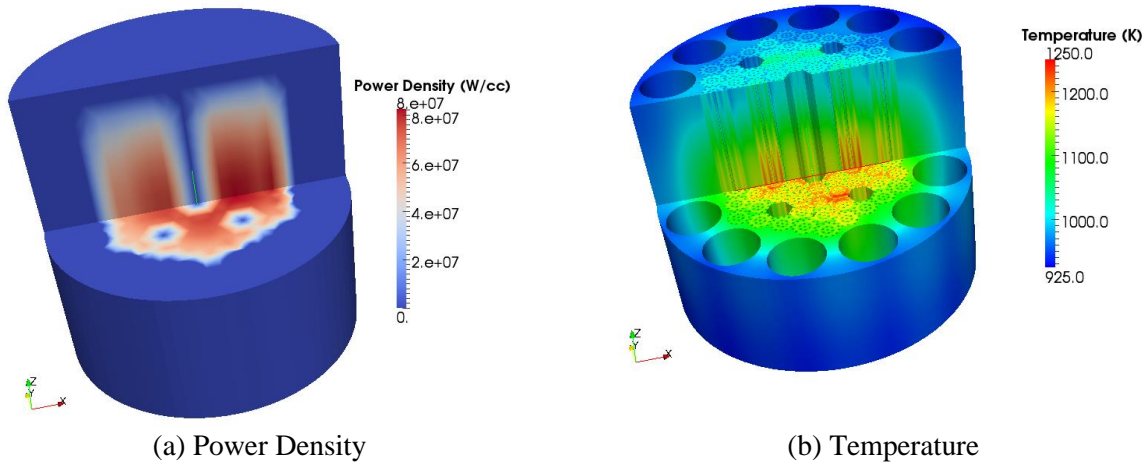 Power Density (W/cc)
8.e+07
8.e+07
6.e+07
4.e+07
2.e+07
0.
Z
Y
X
(a) Power Density
Temperature (K)
1250.0
1200.0
1100.0
1000.0
925.0
Z
Y
X
(b) Temperature